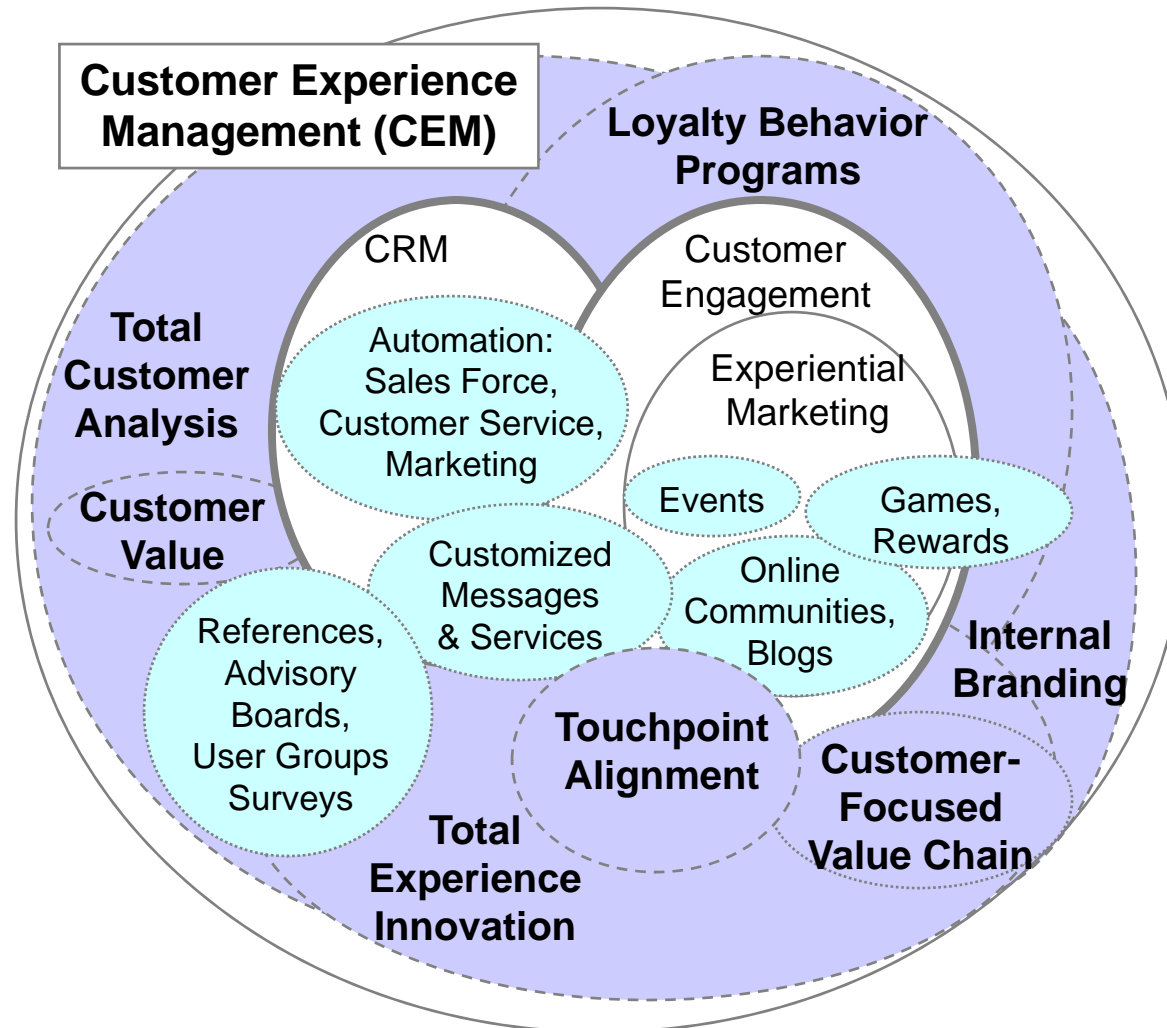 Customer Experience
Management (CEM)
Loyalty Behavior
Programs
CRM
Customer
Engagement
Total
Customer
Analysis
Automation:
Sales Force,
Customer Service,
Marketing
Experiential
Marketing
Customer
Value
Events
Games,
Rewards
Customized
Messages
& Services
Online
Communities,
Blogs
References,
Advisory
Boards,
User Groups
Surveys
Internal
Branding
Touchpoint
Alignment
Customer-
Focused
Value Chain
Total
Experience
Innovation